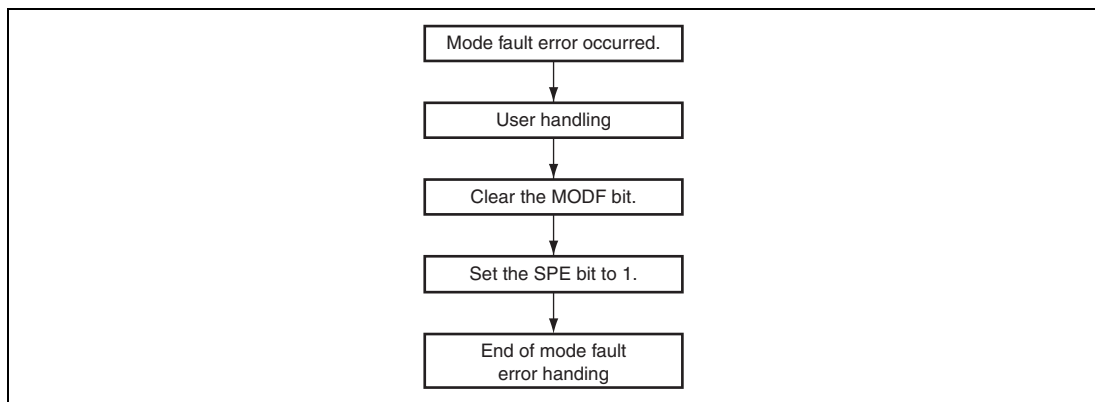 Mode fault error occurred.
User handling
Clear the MODF bit.
Set the SPE bit to 1.
End of mode fault
error handing